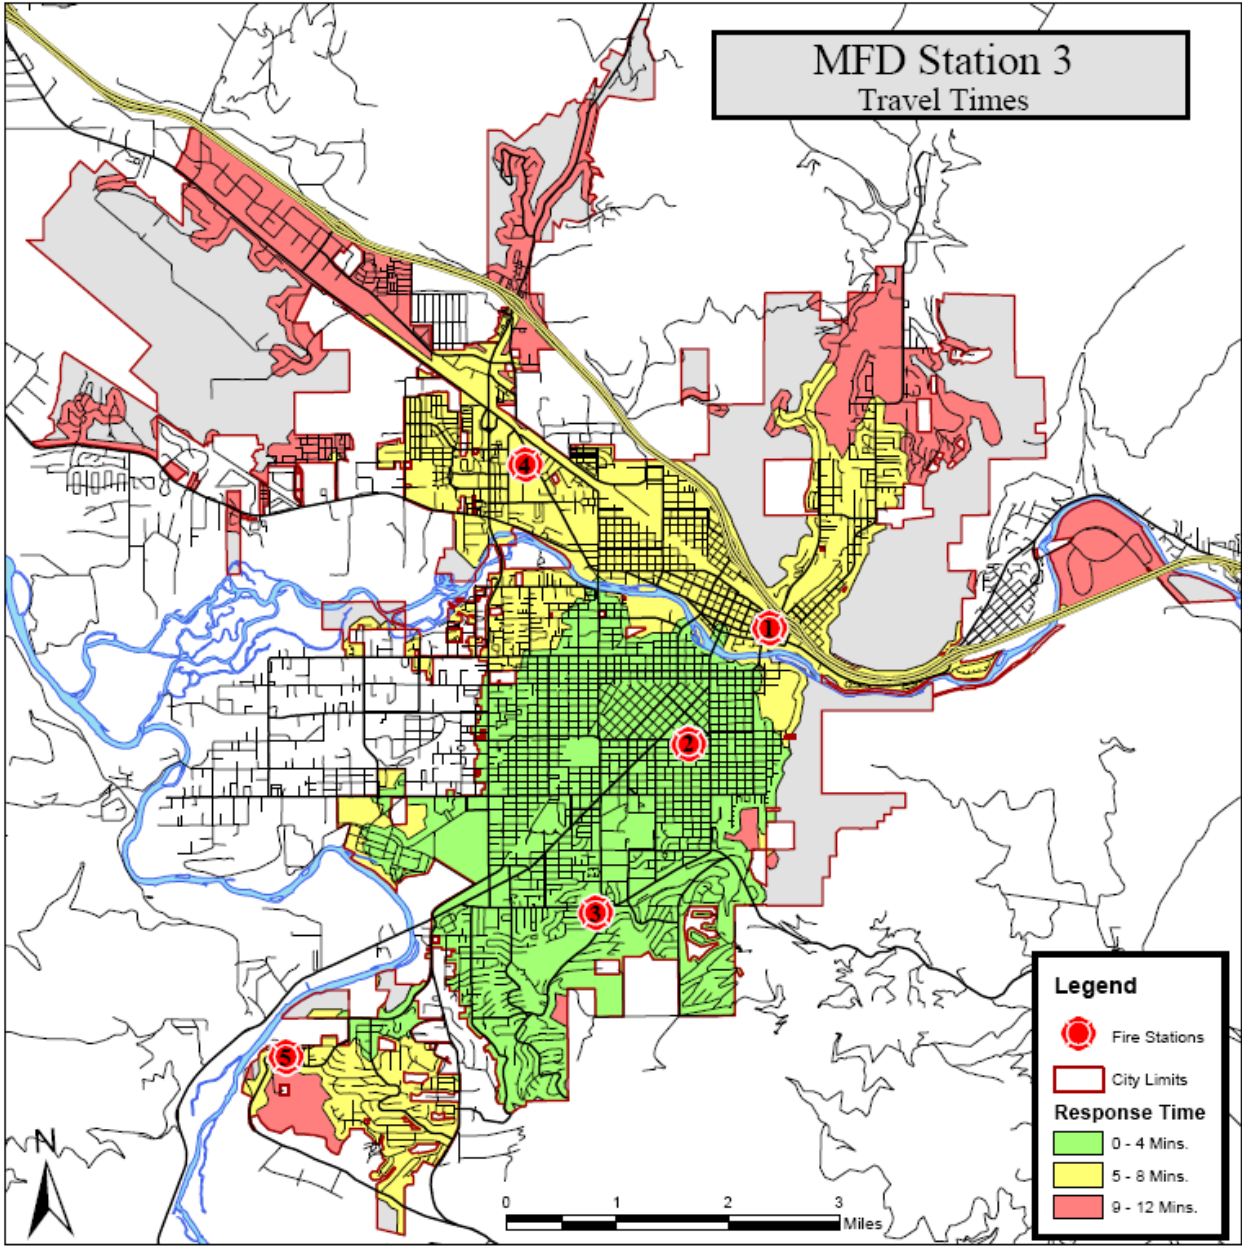 MFD Station 3
Travel Times
4
1
2
3
5
Legend
Fire Stations
City Limits
Response Time
0 - 4 Mins.
5 - 8 Mins.
9 - 12 Mins.
N
0 1 2 3
Miles